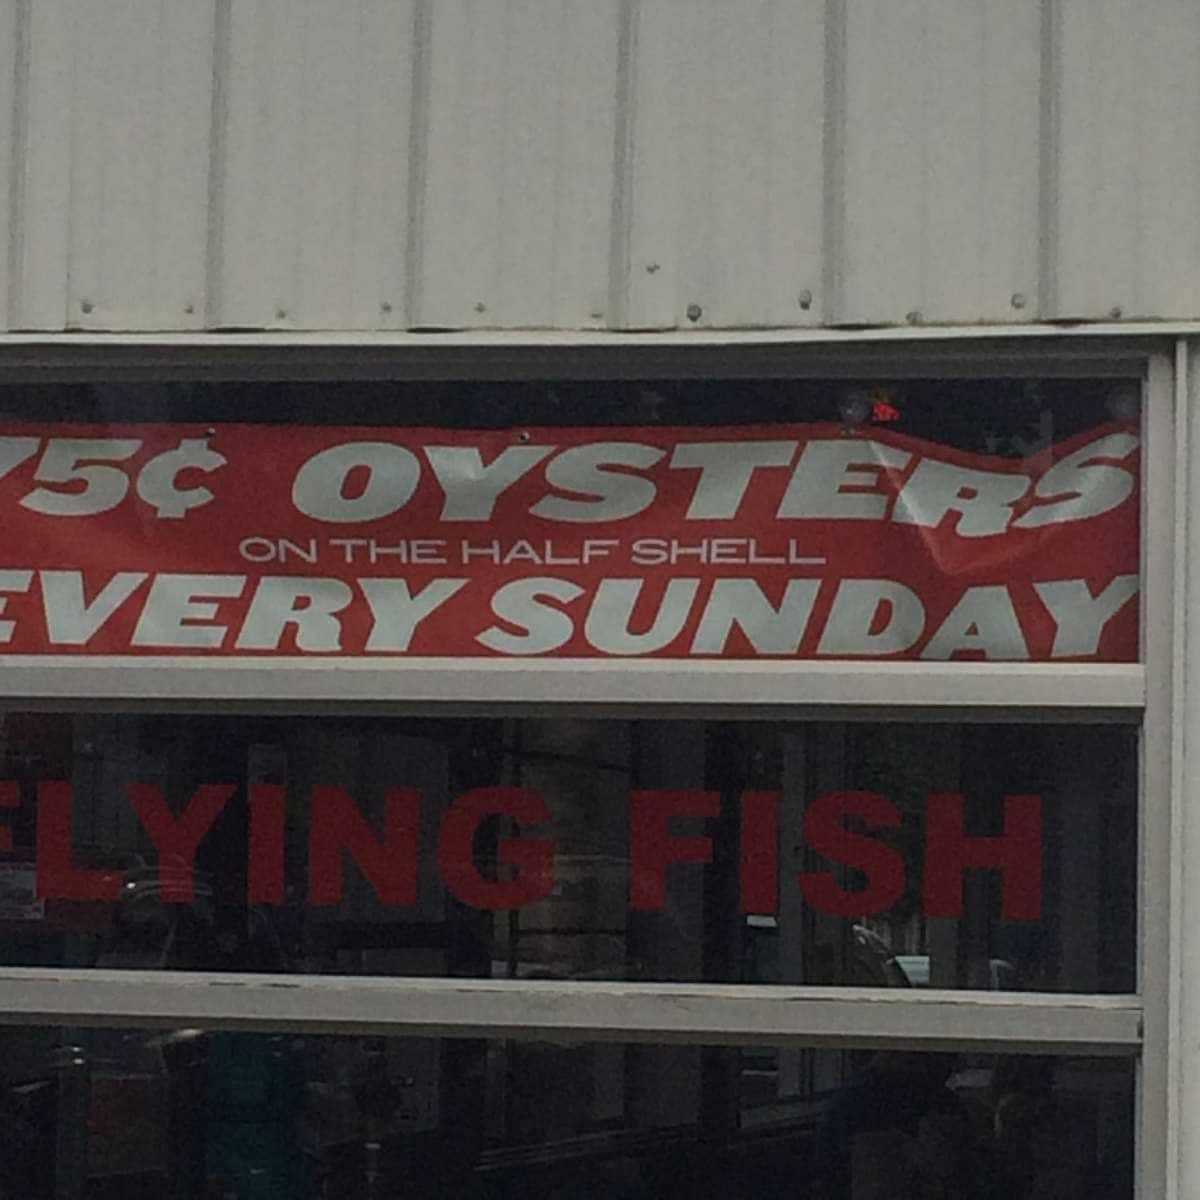 75¢ OYSTERS
ON THE HALF SHELL
EVERY SUNDAY
FLYING FISH